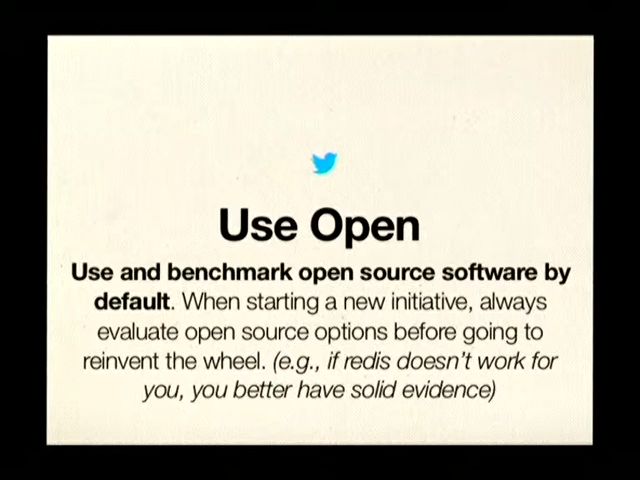 Use Open
Use and benchmark open source software by
default. When starting a new initiative, always
evaluate open source options before going to
reinvent the wheel. (e.g., if redis doesn't work for
you, you better have solid evidence)